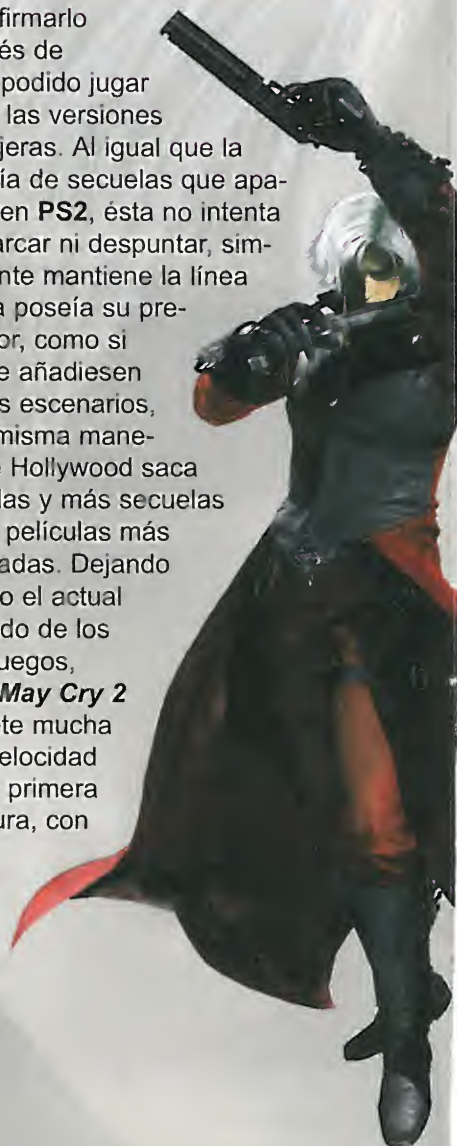 firmarlo
és de
podido jugar
las versiones
jeras. Al igual que la
ía de secuelas que apa-
en PS2, ésta no intenta
arcar ni despuntar, sim-
nte mantiene la línea
a poseía su pre-
or, como si
e añadiesen
s escenarios,
misma mane-
e Hollywood saca
las y más secuelas
películas más
adas. Dejando
o el actual
do de los
uegos,
May Cry 2
te mucha
elocidad
primera
ura, con